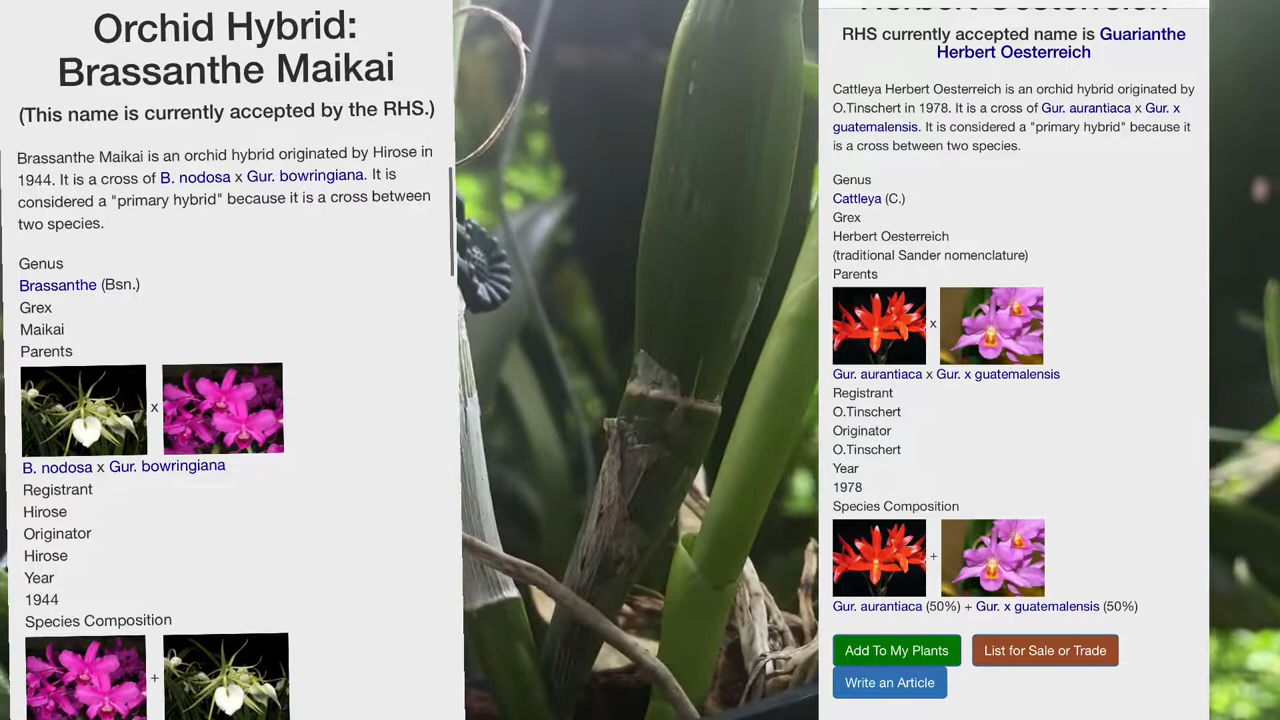 Orchid Hybrid:
Brassanthe Maikai
(This name is currently accepted by the RHS.)
Brassanthe Maikai is an orchid hybrid originated by Hirose in
1944. It is a cross of B. nodosa x Gur. bowringiana. It is
considered a "primary hybrid" because it is a cross between
two species.
Genus
Brassanthe (Bsn.)
Grex
Maikai
Parents
x
B. nodosa x Gur. bowringiana
Registrant
Hirose
Originator
Hirose
Year
1944
Species Composition
+
Herbert Oesterreich
RHS currently accepted name is Guarianthe
Herbert Oesterreich
Cattleya Herbert Oesterreich is an orchid hybrid originated by
O.Tinschert in 1978. It is a cross of Gur. aurantiaca x Gur. x
guatemalensis. It is considered a "primary hybrid" because it
is a cross between two species.
Genus
Cattleya (C.)
Grex
Herbert Oesterreich
(traditional Sander nomenclature)
Parents
x
Gur. aurantiaca x Gur. x guatemalensis
Registrant
O.Tinschert
Originator
O.Tinschert
Year
1978
Species Composition
+
Gur. aurantiaca (50%) + Gur. x guatemalensis (50%)
Add To My Plants
List for Sale or Trade
Write an Article